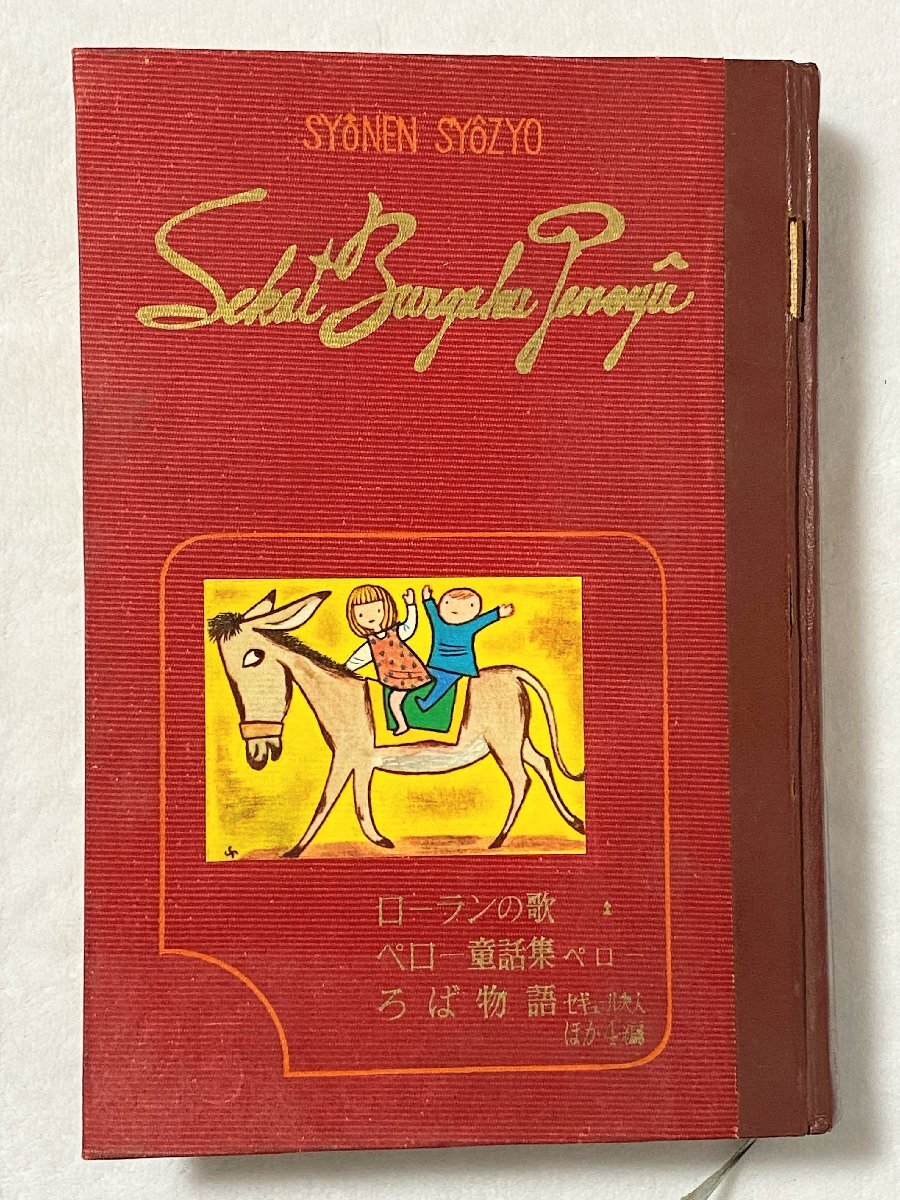 SYÔNEN SYÔZYO
Sekai Bungaku Zensyû
ローランの歌
ペロー童話集 ペロー
ろば物語 セギュール夫人
ほか4編